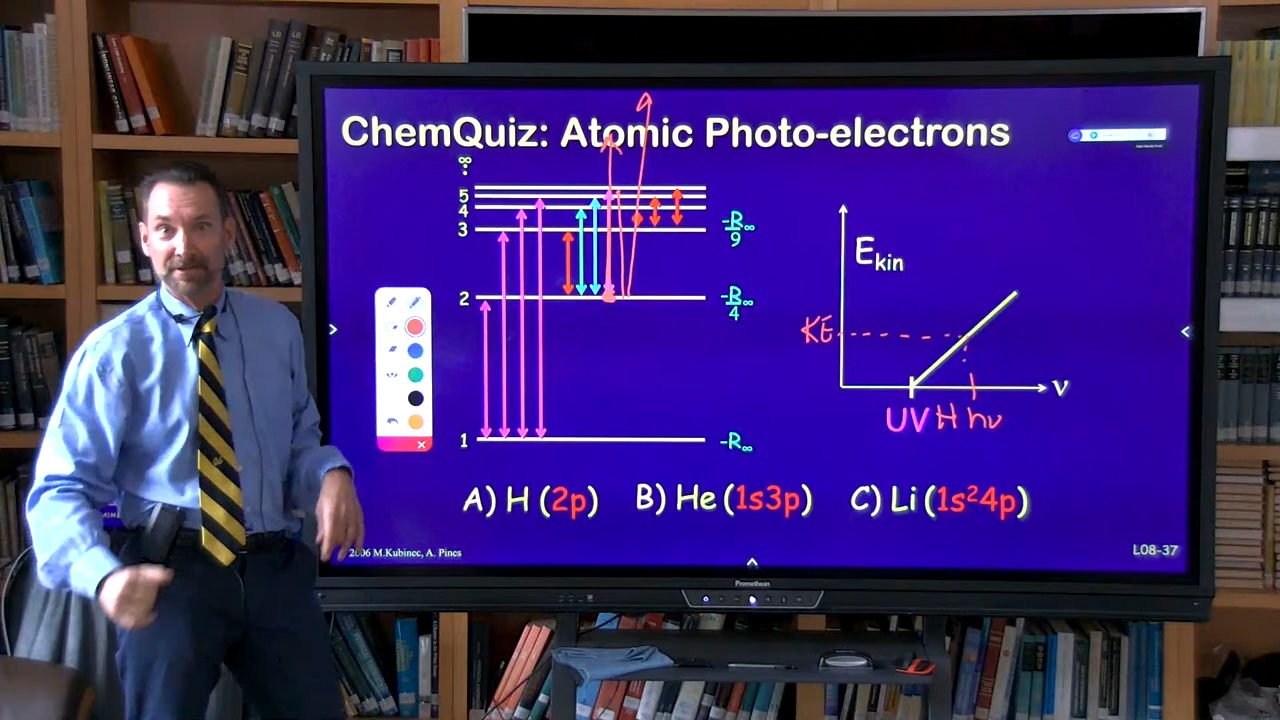 ChemQuiz: Atomic Photo-electrons
∞
5
4
3
2
1
-R∞/9
-R∞/4
-R∞
E kin
KE
ν
UV H hν
A) H (2p) B) He (1s3p) C) Li (1s²4p)
2006 M.Kubinec, A. Pines
L08-37
Promethean